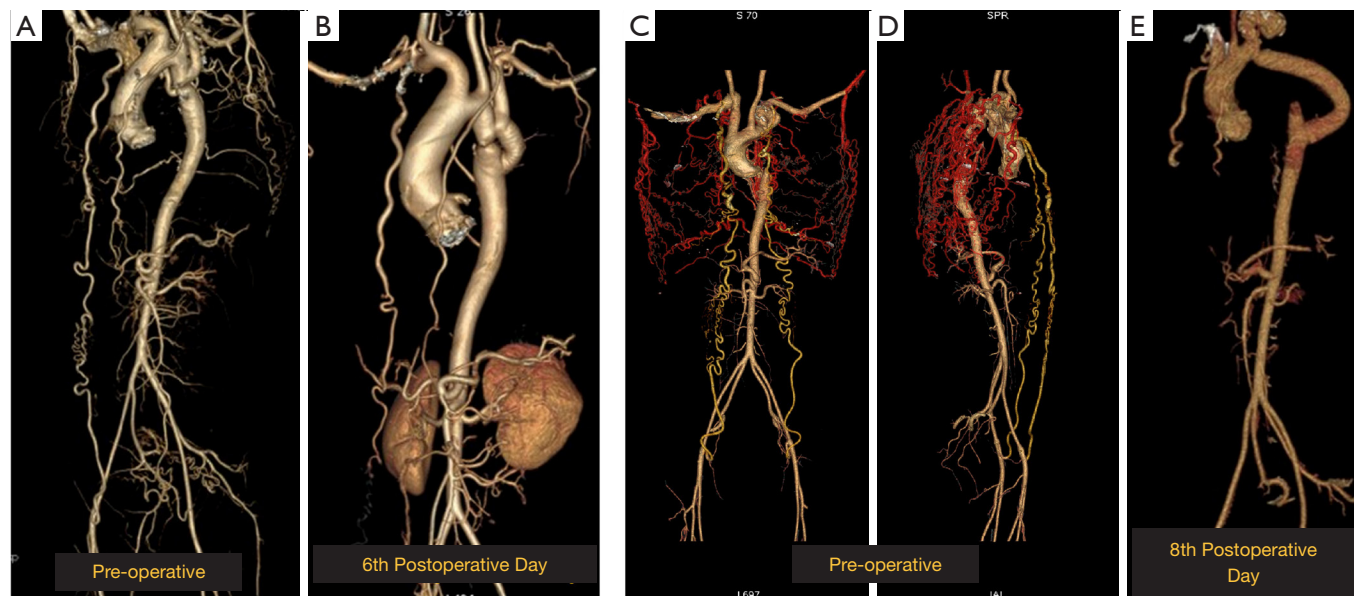 A
B
C
S 70
D
SPR
E
Pre-operative
6th Postoperative Day
Pre-operative
8th Postoperative
Day